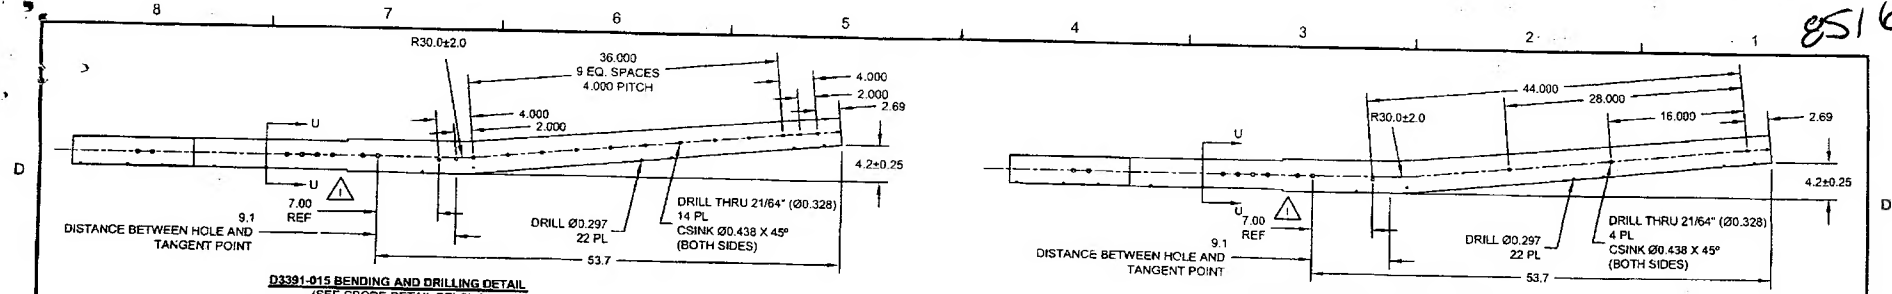 8 7 6 5 4 3 2 1
8516
R30.0±2.0
36.000
9 EQ. SPACES
4.000 PITCH
4.000
2.000
2.69
4.000
2.000
U
U
D
4.2±0.25
7.00
REF
9.1
DISTANCE BETWEEN HOLE AND
TANGENT POINT
DRILL Ø0.297
22 PL
DRILL THRU 21/64" (Ø0.328)
14 PL
CSINK Ø0.438 X 45º
(BOTH SIDES)
53.7
D3391-015 BENDING AND DRILLING DETAIL
44.000
28.000
16.000
2.69
R30.0±2.0
U
U
4.2±0.25
7.00
REF
9.1
DISTANCE BETWEEN HOLE AND
TANGENT POINT
DRILL Ø0.297
22 PL
DRILL THRU 21/64" (Ø0.328)
4 PL
CSINK Ø0.438 X 45º
(BOTH SIDES)
53.7
D